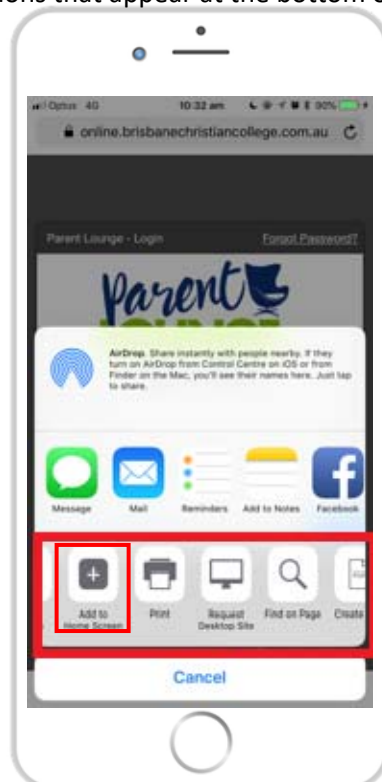 ons that appear at the bottom
Optus 4G 10:32 am 90%
online.brisbanechristiancollege.com.au
Parent Lounge - Login Forgot Password?
Parent
LOUNGE
AirDrop. Share instantly with people nearby. If they
turn on AirDrop from Control Centre on iOS or from
Finder on the Mac, you'll see their names here. Just tap
to share.
Message Mail Reminders Add to Notes Facebook
Add to
Home Screen Print Request
Desktop Site Find on Page Create
Cancel